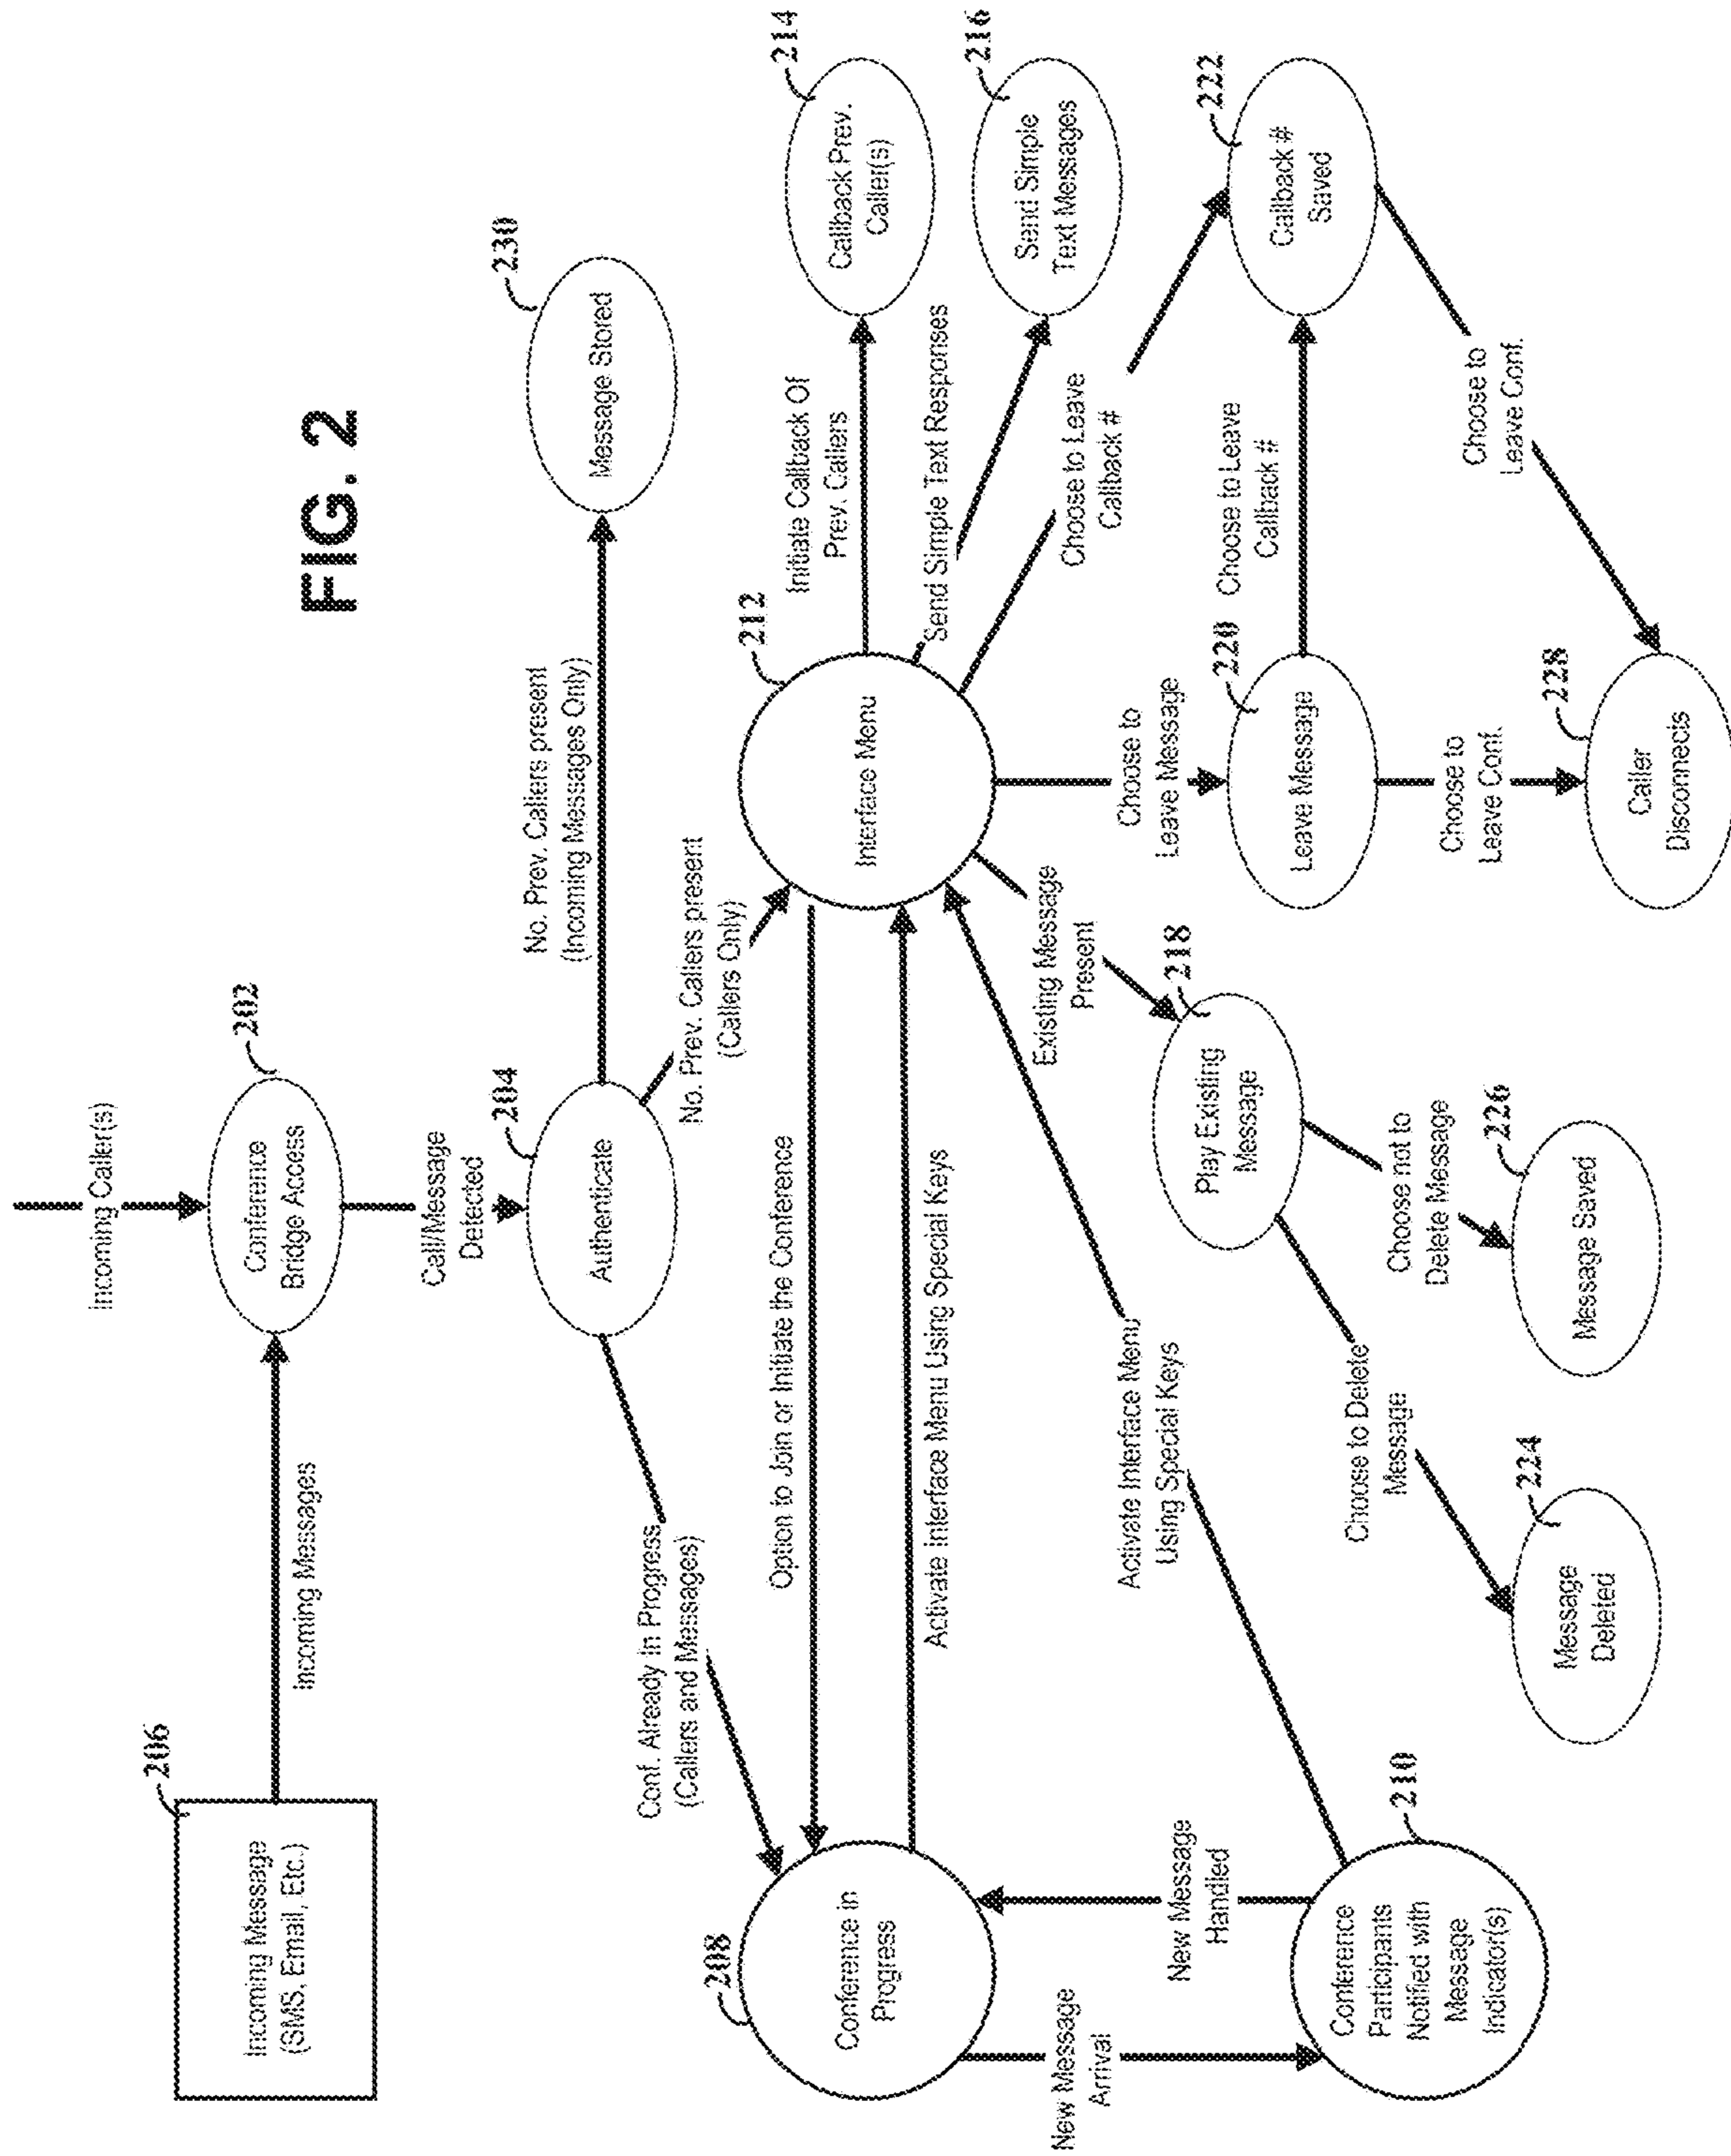 FIG. 2
Incoming Caller(s)
206
Incoming Message
(SMS, Email, Etc.)
Incoming Messages
202
Conference
Bridge Access
Call/Message
Detected
204
Authenticate
No. Prev. Callers present
(Incoming Messages Only)
230
Message Stored
Conf. Already In Progress
(Callers and Messages)
No. Prev. Callers present
(Callers Only)
208
Conference in
Progress
Option to Join or Initiate the Conference
Activate Interface Menu Using Special Keys
212
Interface Menu
Initiate Callback Of
Prev. Callers
214
Callback Prev.
Caller(s)
Send Simple Text Responses
216
Send Simple
Text Messages
Choose to Leave
Callback #
New Message
Arrival
New Message
Handled
Activate Interface Menu
Using Special Keys
Existing Message
Present
Choose to
Leave Message
218
Play Existing
Message
220
Leave Message
Choose to Leave
Callback #
222
Callback #
Saved
210
Conference
Participants
Notified with
Message
Indicator(s)
Choose to Delete
Message
Choose not to
Delete Message
Choose to
Leave Conf.
Choose to
Leave Conf.
224
Message
Deleted
226
Message Saved
228
Caller
Disconnects